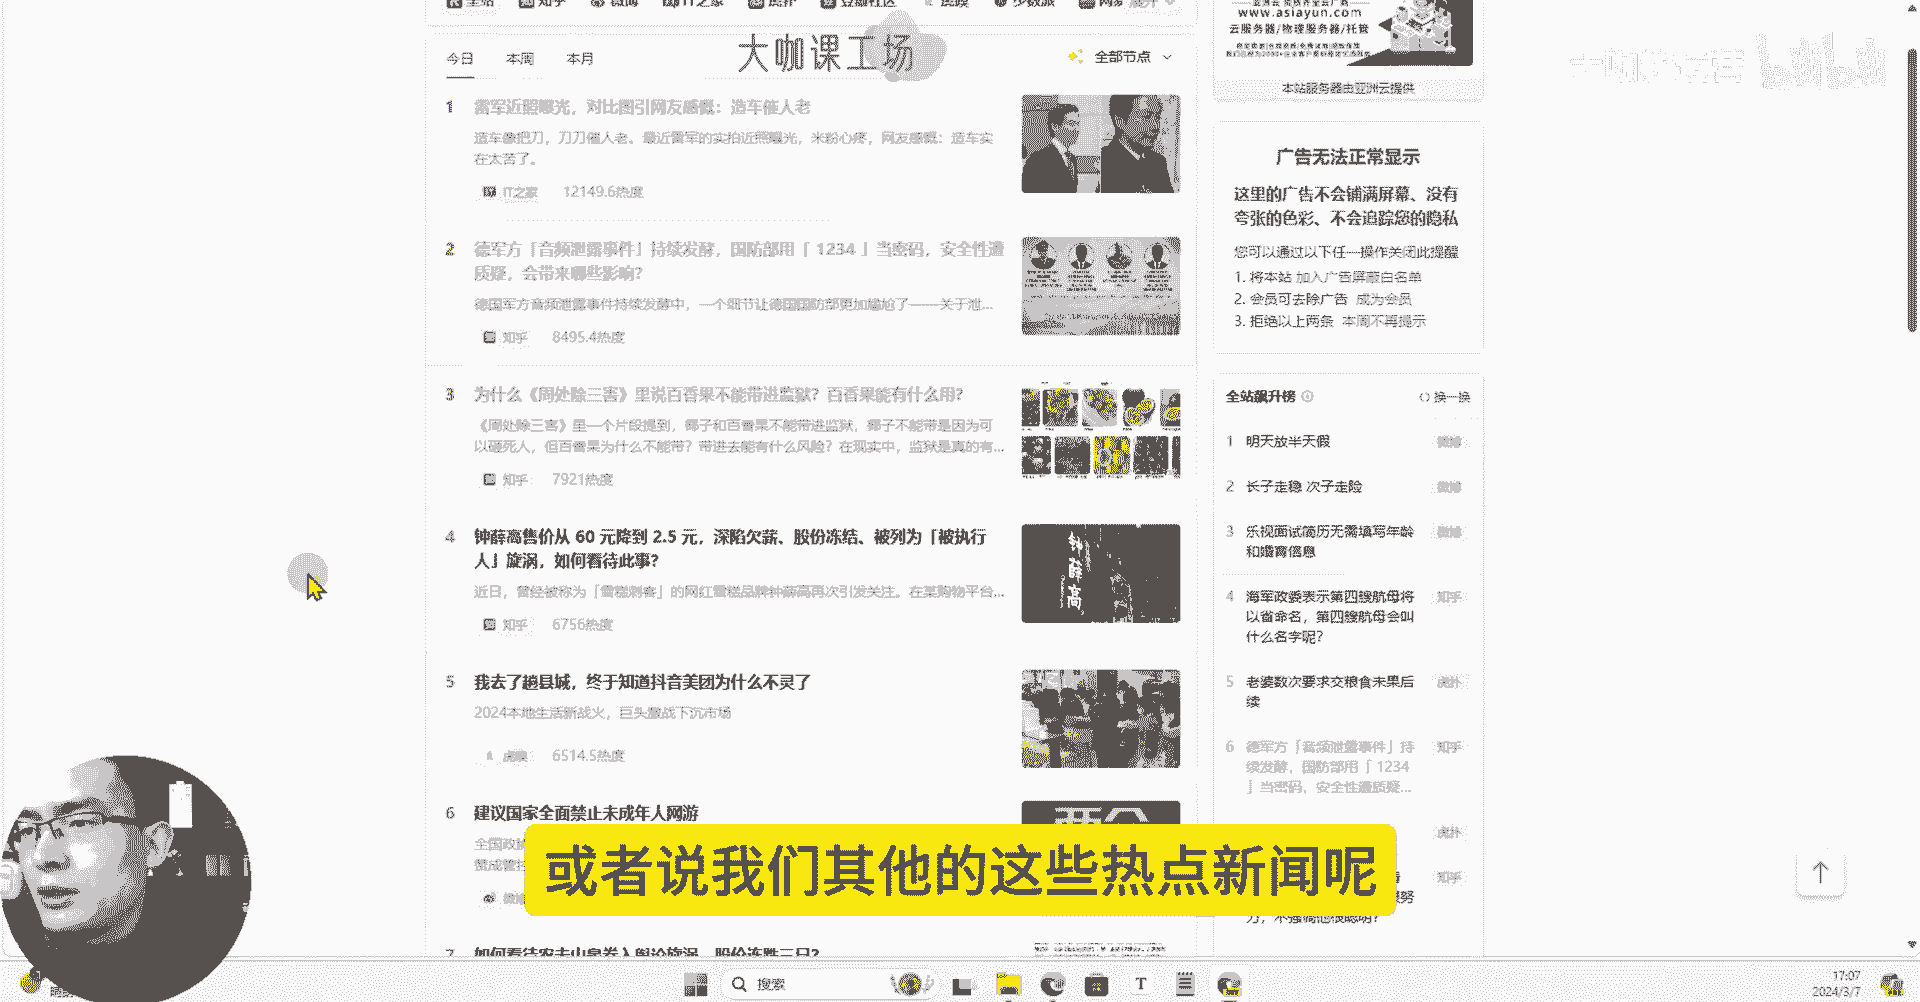 全站 知乎 微博 IT之家 虎扑 豆瓣社区 虎嗅 少数派
今日 本周 本月
大咖课工场
全部节点
1 雷军近照曝光，对比图引网友感慨：造车催人老
造车像把刀，刀刀催人老。最近雷军的实拍近照曝光，米粉心疼，网友感慨：造车实
在太苦了。
IT之家 12149.6热度
2 德军方「音频泄露事件」持续发酵，国防部用「 1234 」当密码，安全性遭
质疑，会带来哪些影响？
德国军方音频泄露事件持续发酵中，一个细节让德国国防部更加尴尬了——关于泄...
知乎 8495.4热度
3 为什么《周处除三害》里说百香果不能带进监狱？百香果能有什么用？
《周处除三害》里一个片段提到，椰子和百香果不能带进监狱，椰子不能带是因为可
以砸死人，但百香果为什么不能带？带进去能有什么风险？在现实中，监狱是真的有...
知乎 7921热度
4 钟薛高售价从 60 元降到 2.5 元，深陷欠薪、股份冻结、被列为「被执行
人」旋涡，如何看待此事？
近日，曾经被称为「雪糕刺客」的网红雪糕品牌钟薛高再次引发关注。在某购物平台...
知乎 6756热度
钟薛高
5 我去了趟县城，终于知道抖音美团为什么不灵了
2024本地生活新战火，巨头鏖战下沉市场
虎嗅 6514.5热度
6 建议国家全面禁止未成年人网游
全国政协
赞成管控
微博
7 如何看待农夫山泉卷入舆论旋涡，股价连跌三日？
www.asiayun.com
云服务器/物理服务器/托管
本站服务器由亚洲云提供
广告无法正常显示
这里的广告不会铺满屏幕、没有
夸张的色彩、不会追踪您的隐私
您可以通过以下任一操作关闭此提醒
1. 将本站 加入广告屏蔽白名单
2. 会员可去除广告 成为会员
3. 拒绝以上两条 本周不再提示
全站飙升榜 换一换
1 明天放半天假 微博
2 长子走稳 次子走险 微博
3 乐视面试简历无需填写年龄 微博
和婚育信息
4 海军政委表示第四艘航母将 知乎
以省命名，第四艘航母会叫
什么名字呢？
5 老婆数次要求交粮食未果后 虎扑
续
6 德军方「音频泄露事件」持 知乎
续发酵，国防部用「 1234
」当密码，安全性遭质疑...
虎扑
知乎
bilibili
或者说我们其他的这些热点新闻呢
搜索
17:07
2024/3/7